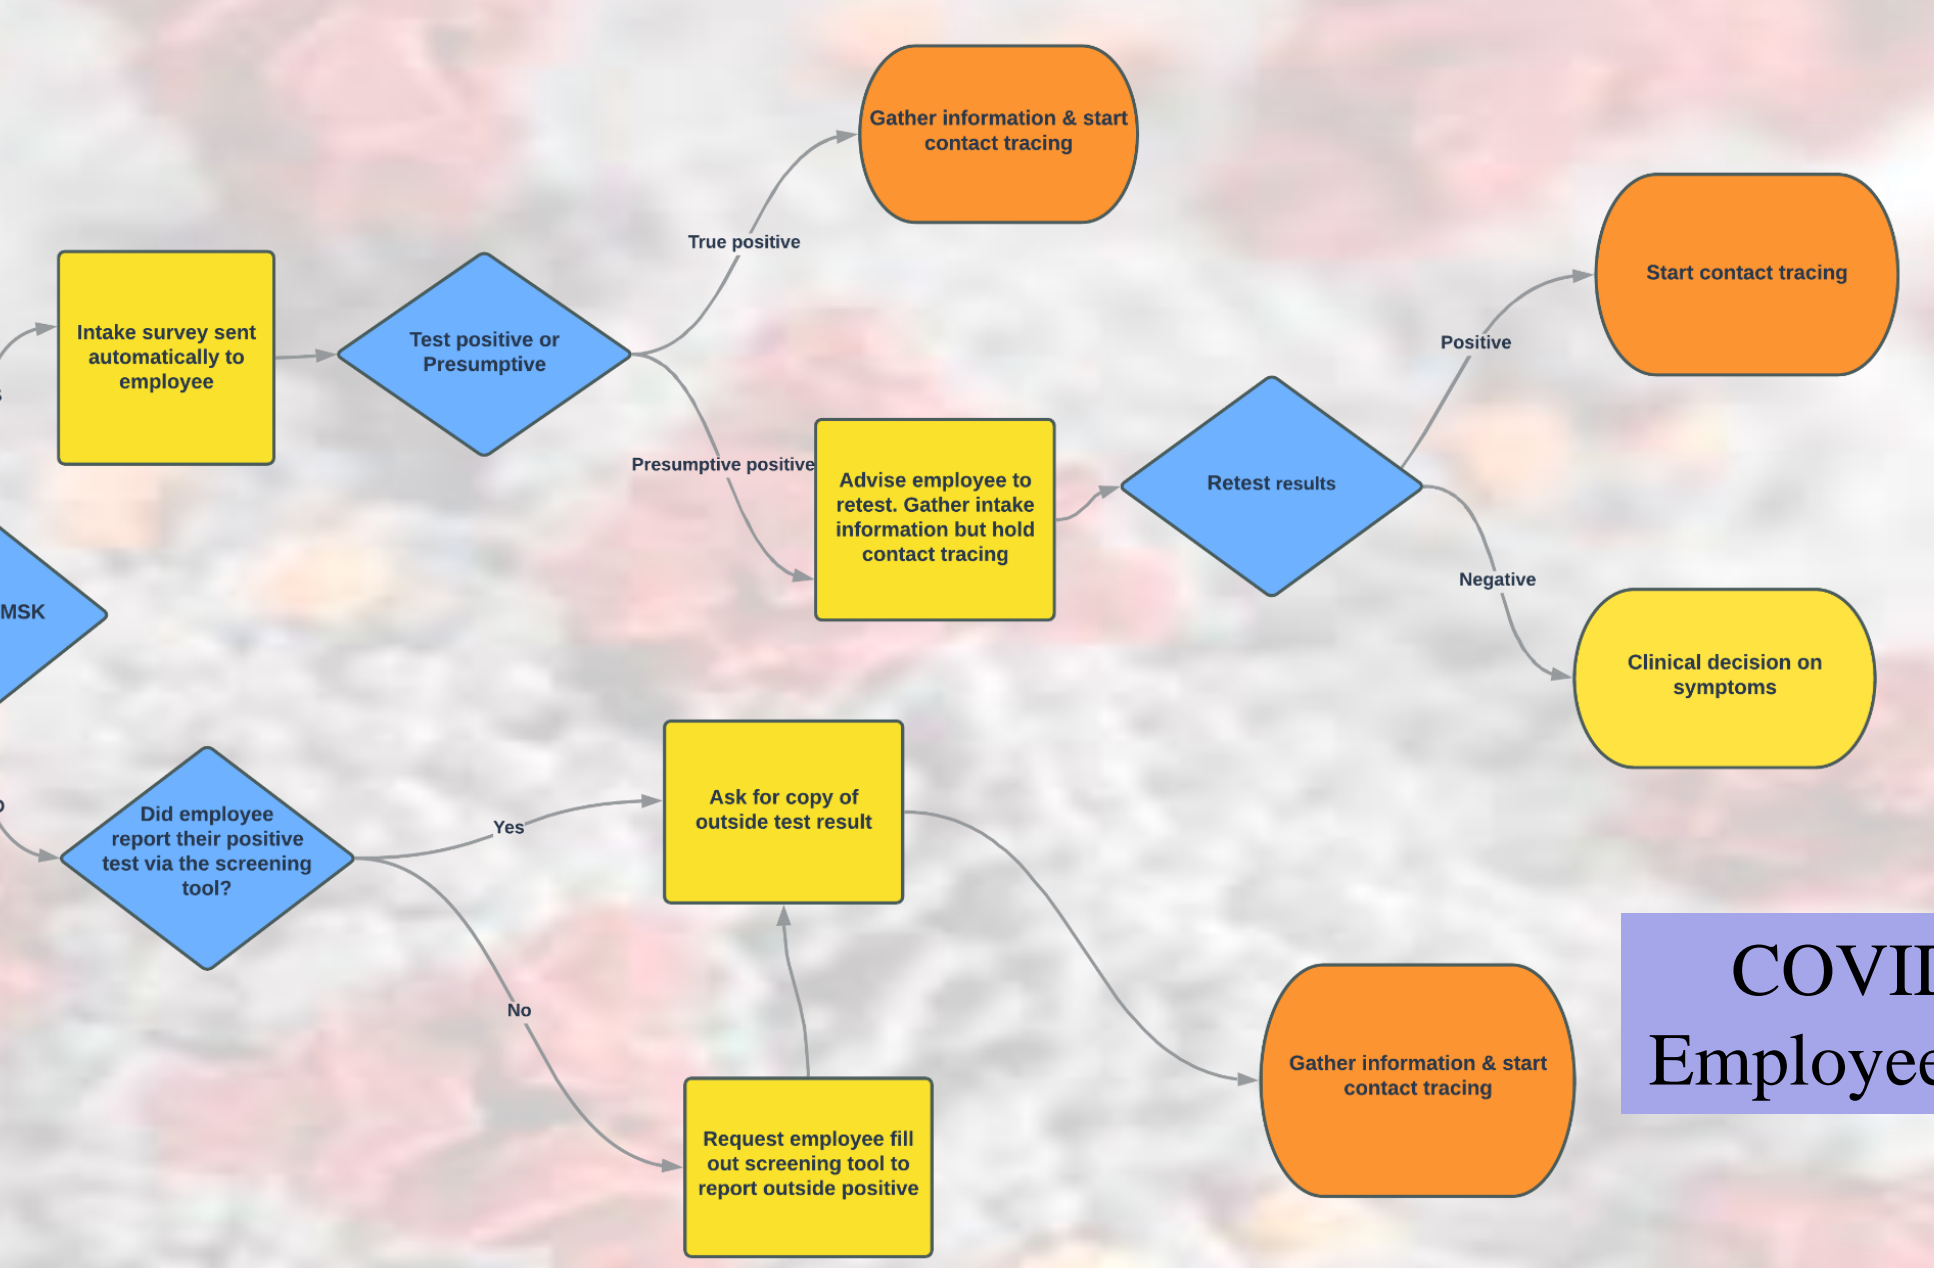 Gather information & start
contact tracing
True positive
Start contact tracing
Intake survey sent
automatically to
employee
Test positive or
Presumptive
Positive
Presumptive positive
Advise employee to
retest. Gather intake
information but hold
contact tracing
Retest results
Negative
MSK
Clinical decision on
symptoms
Did employee
report their positive
test via the screening
tool?
Yes
Ask for copy of
outside test result
No
Gather information & start
contact tracing
Request employee fill
out screening tool to
report outside positive
COVID
Employee